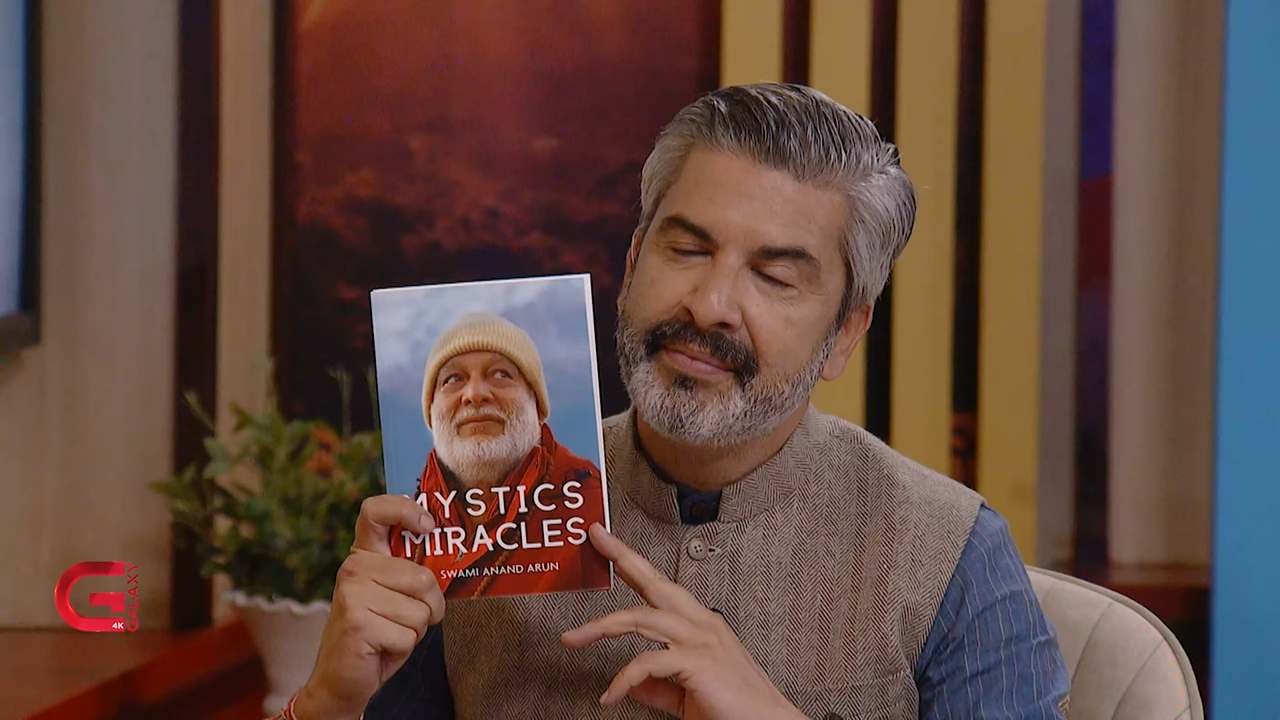 MYSTICS
MIRACLES
SWAMI ANAND ARUN
GALAXY
4K